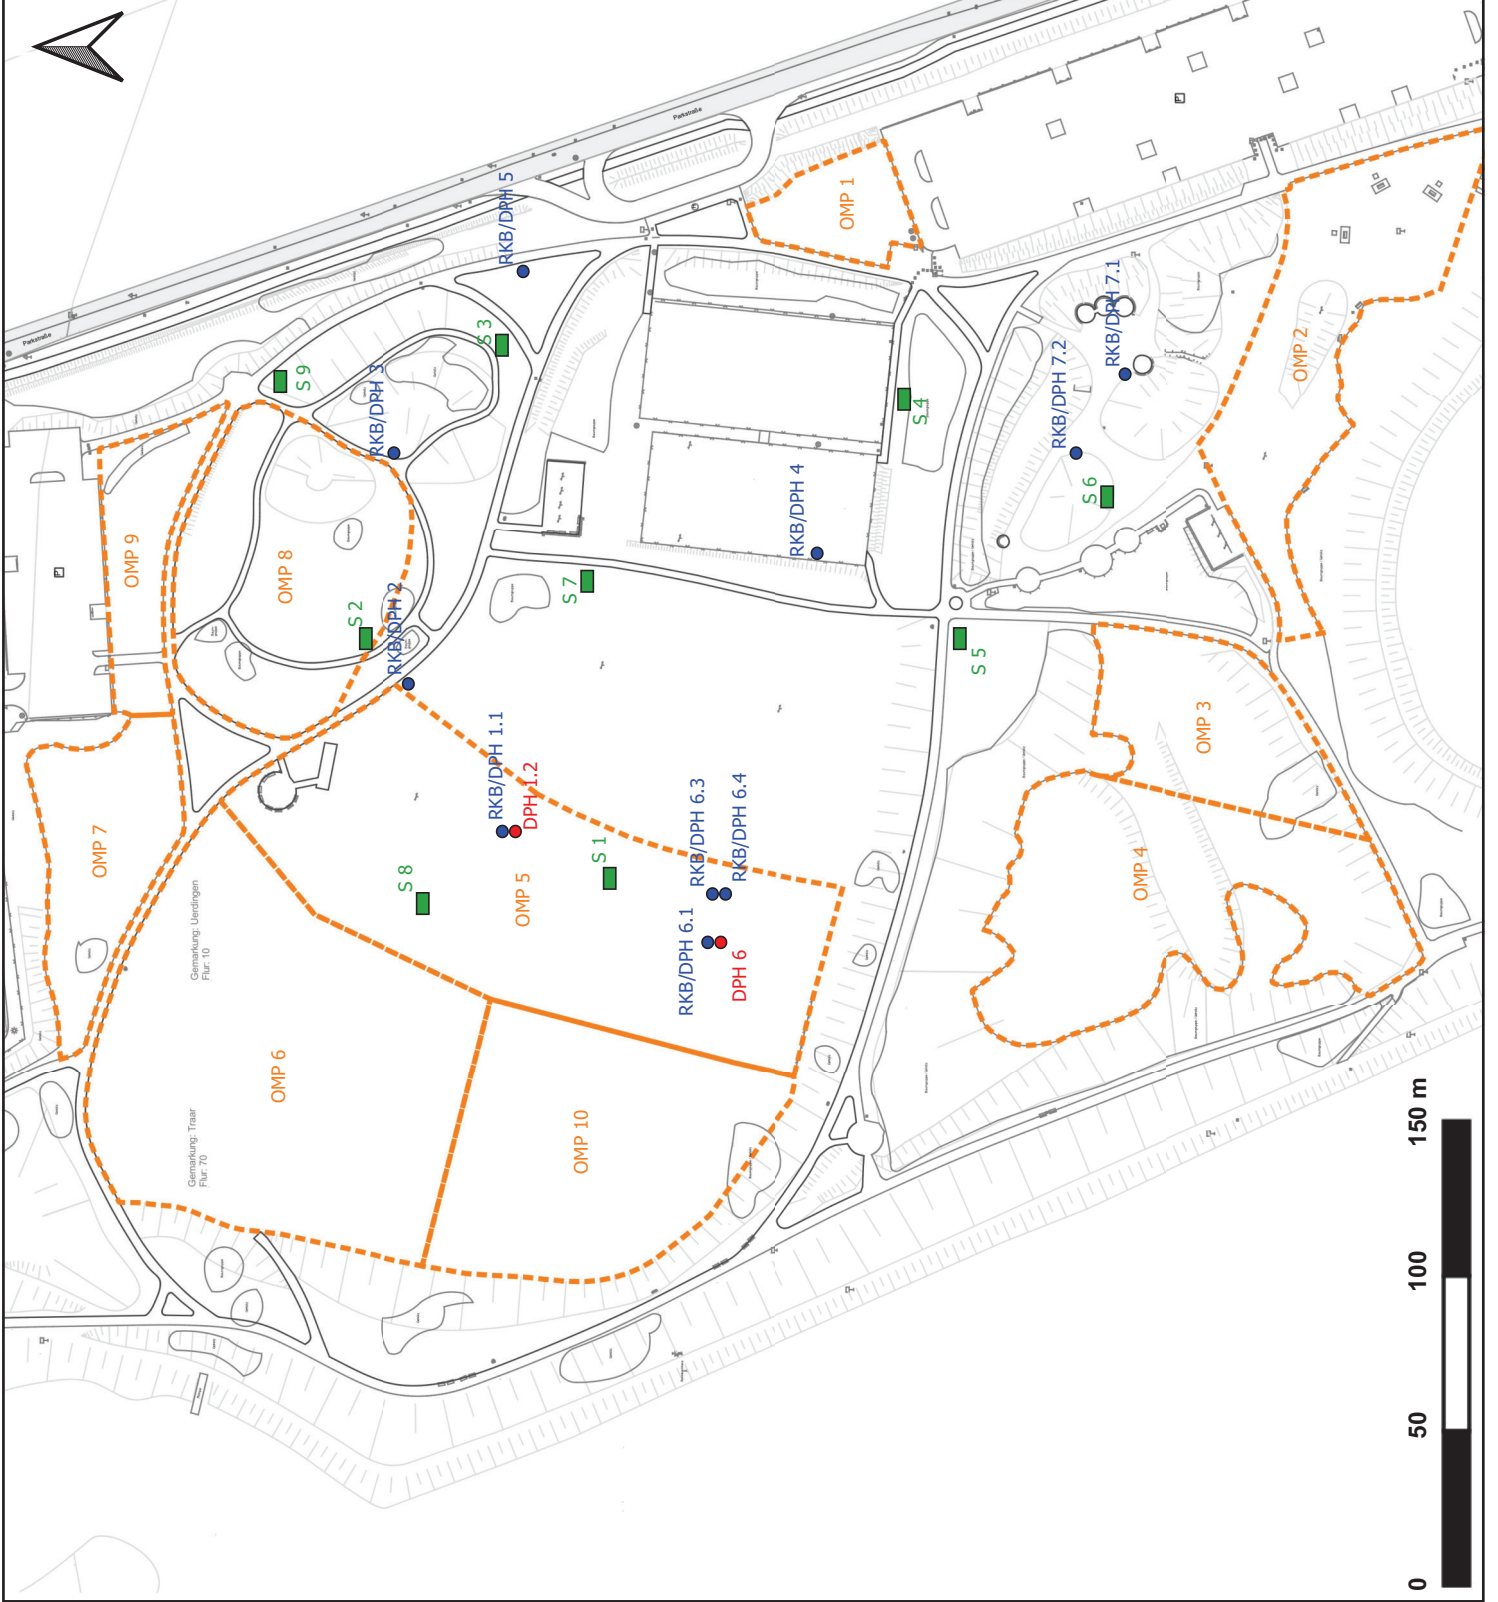 Parkstraße
Parkstraße
RKB/DPH 5
OMP 1
S 3
S 9
RKB/DPH 3
OMP 9
OMP 8
S 2
RKB/DPH 2
S 7
RKB/DPH 4
S 4
RKB/DPH 7.1
RKB/DPH 7.2
OMP 2
S 6
S 5
OMP 3
OMP 4
OMP 7
RKB/DPH 1.1
DPH 1.2
S 8
S 1
OMP 5
RKB/DPH 6.3
RKB/DPH 6.4
RKB/DPH 6.1
DPH 6
Gemarkung: Uerdingen
Flur: 10
OMP 6
Gemarkung: Traar
Flur: 70
OMP 10
0
50
100
150 m